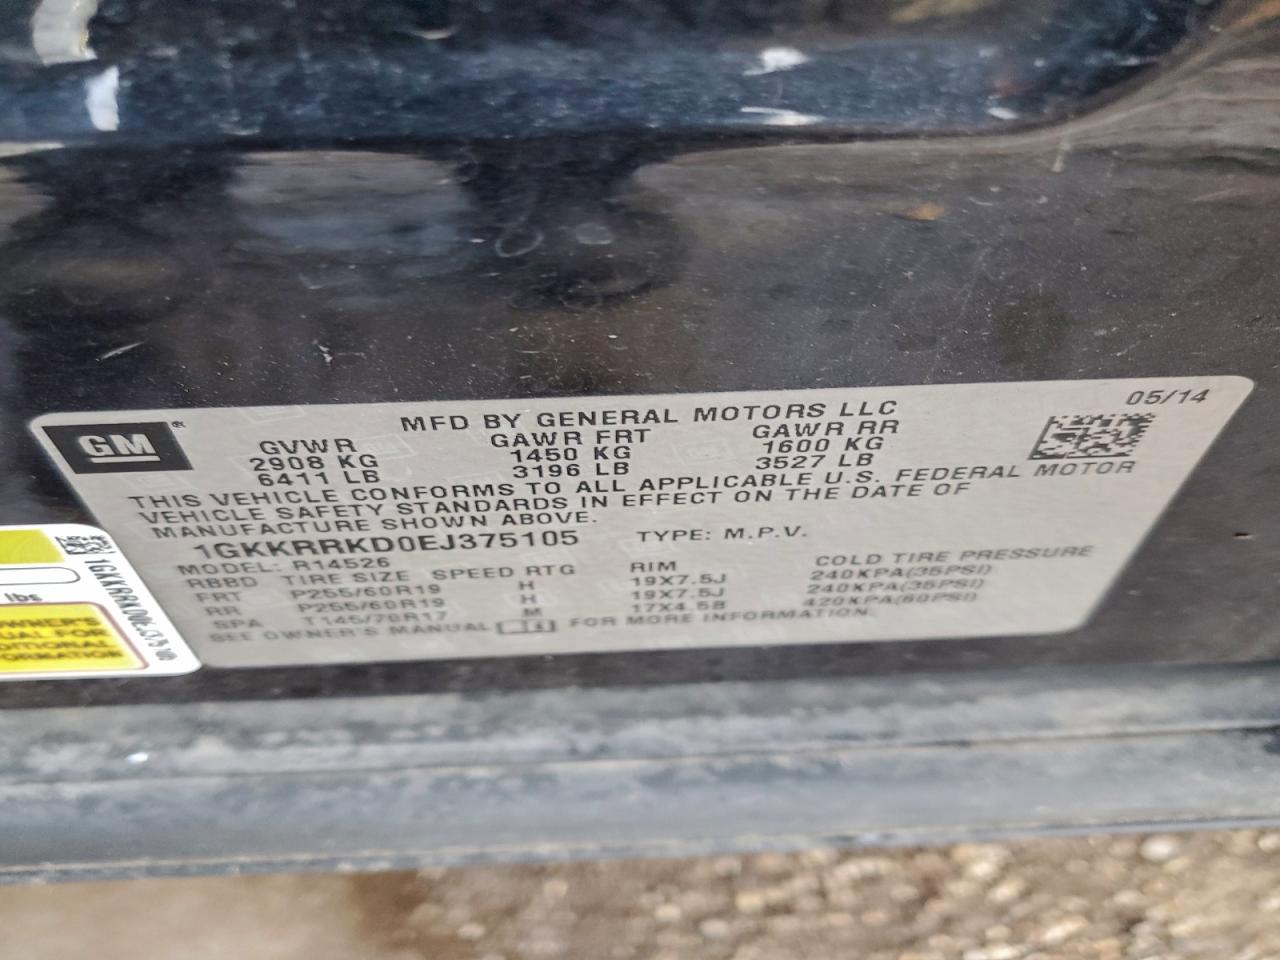 05/14
GM
MFD BY GENERAL MOTORS LLC
GVWR GAWR FRT GAWR RR
2908 KG 1450 KG 1600 KG
6411 LB 3196 LB 3527 LB
THIS VEHICLE CONFORMS TO ALL APPLICABLE U.S. FEDERAL MOTOR
VEHICLE SAFETY STANDARDS IN EFFECT ON THE DATE OF
MANUFACTURE SHOWN ABOVE.
1GKKRRKD0EJ375105 TYPE: M.P.V.
MODEL: R14526
RBBD TIRE SIZE SPEED RTG RIM COLD TIRE PRESSURE
FRT P255/60R19 H 19X7.5J 240KPA(35PSI)
RR P255/60R19 H 19X7.5J 240KPA(35PSI)
SPA T145/70R17 M 17X4.5B 420KPA(60PSI)
SEE OWNER'S MANUAL FOR MORE INFORMATION
lbs
OWNER'S
FOR